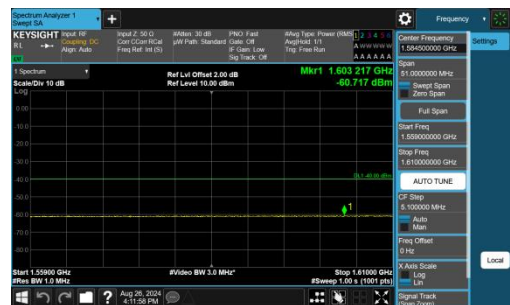 Spectrum Analyzer 1
Swept SA
+
Frequency
KEYSIGHT
Input: RF
Coupling: DC
Align: Auto
Input Z: 50 Ω
Corr CCorr RCal
Freq Ref: Int (S)
#Atten: 30 dB
µW Path: Standard
PNO: Fast
Gate: Off
IF Gain: Low
Sig Track: Off
#Avg Type: Power (RMS)
Avg|Hold: 1/1
Trig: Free Run
1 2 3 4 5 6
A W W W W W
A A A A A A
1 Spectrum
Scale/Div 10 dB
Log
Ref Lvl Offset 2.00 dB
Ref Level 10.00 dBm
Mkr1 1.603 217 GHz
-60.717 dBm
0.00
-10.0
-20.0
-30.0
-40.0
-50.0
-60.0
-70.0
-80.0
DL1 -40.00 dBm
1
Start 1.55900 GHz
#Res BW 1.0 MHz
#Video BW 3.0 MHz*
Stop 1.61000 GHz
#Sweep 1.00 s (1001 pts)
Center Frequency
1.584500000 GHz
Settings
Span
51.0000000 MHz
Swept Span
Zero Span
Full Span
Start Freq
1.559000000 GHz
Stop Freq
1.610000000 GHz
AUTO TUNE
CF Step
5.100000 MHz
Auto
Man
Freq Offset
0 Hz
X Axis Scale
Log
Lin
Local
Signal Track
(Span Zoom)
?
Aug 26, 2024
4:11:58 PM